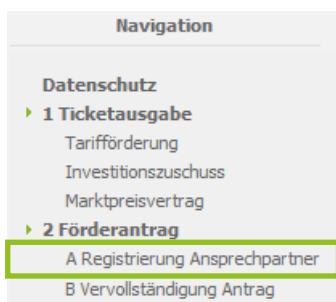 Navigation
Datenschutz
1 Ticketausgabe
Tarifförderung
Investitionszuschuss
Marktpreisvertrag
2 Förderantrag
A Registrierung Ansprechpartner
B Vervollständigung Antrag